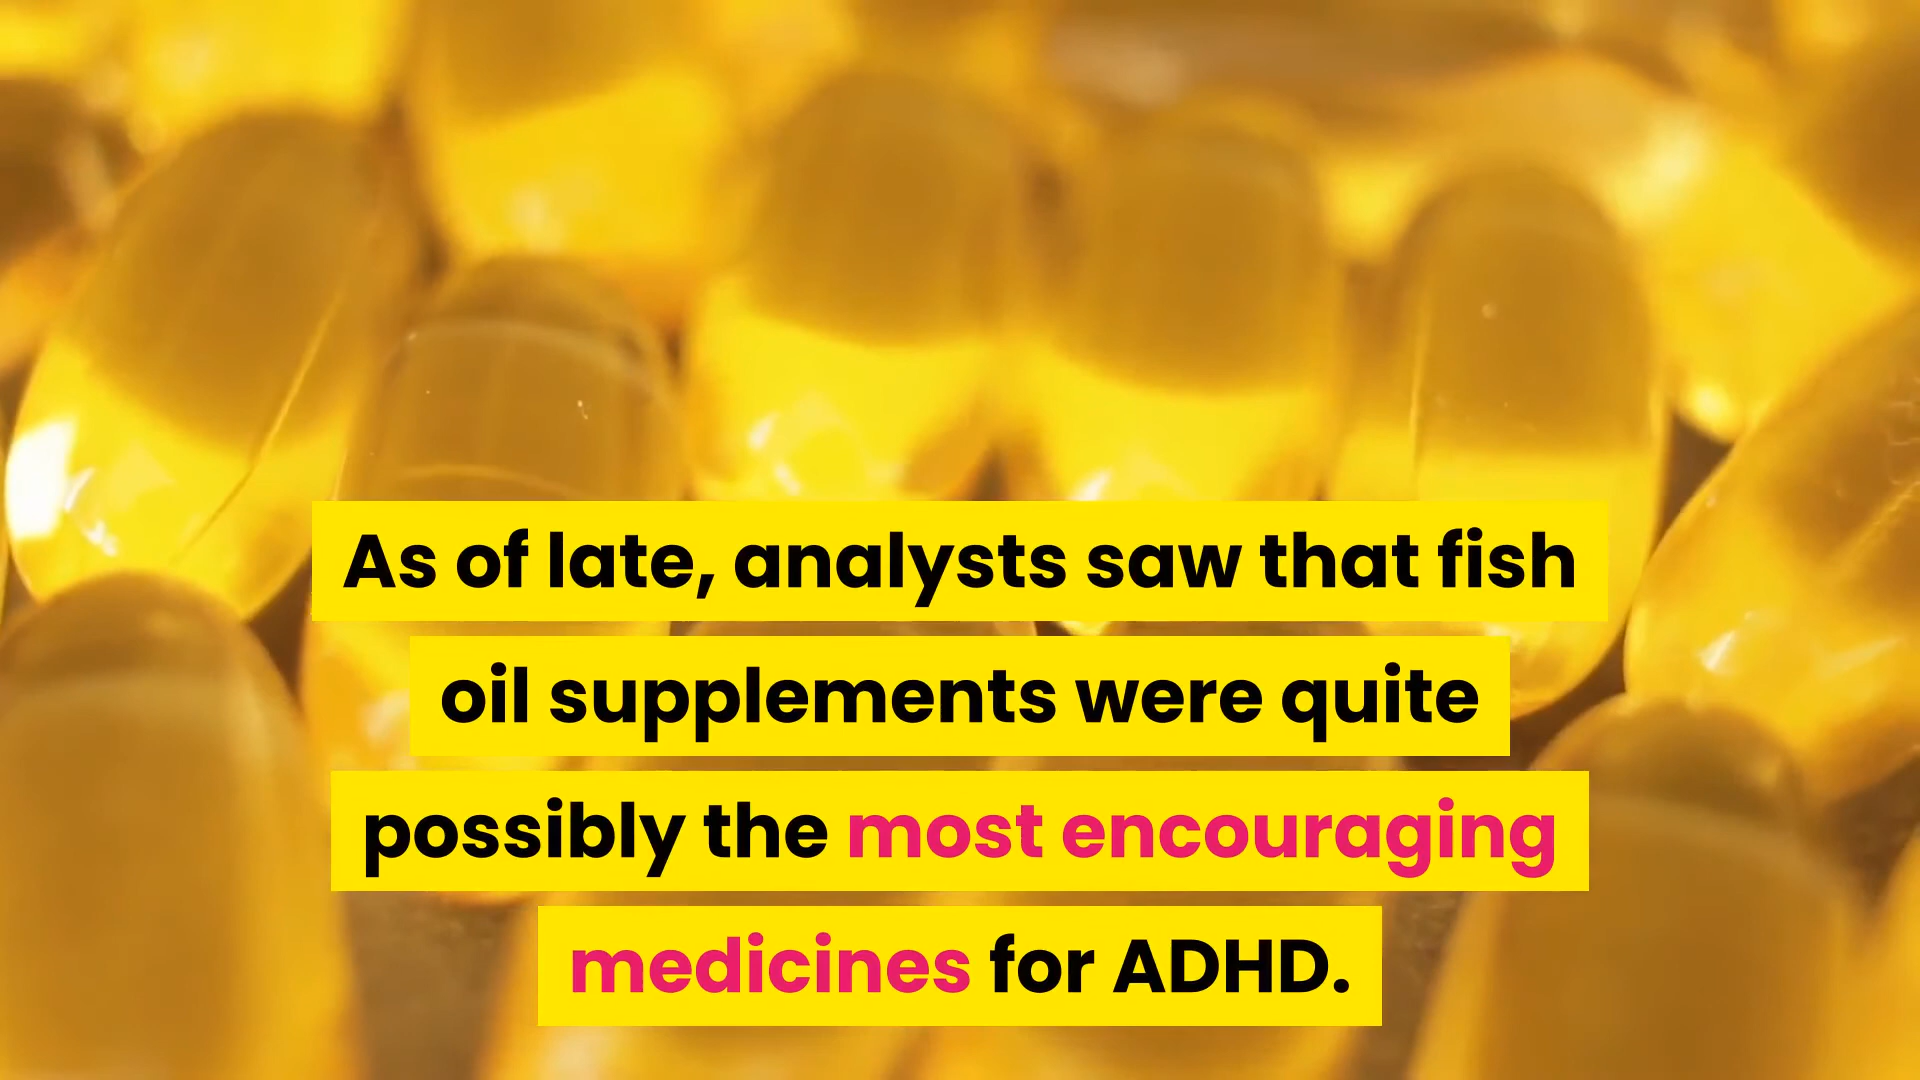 As of late, analysts saw that fish
oil supplements were quite
possibly the most encouraging
medicines for ADHD.